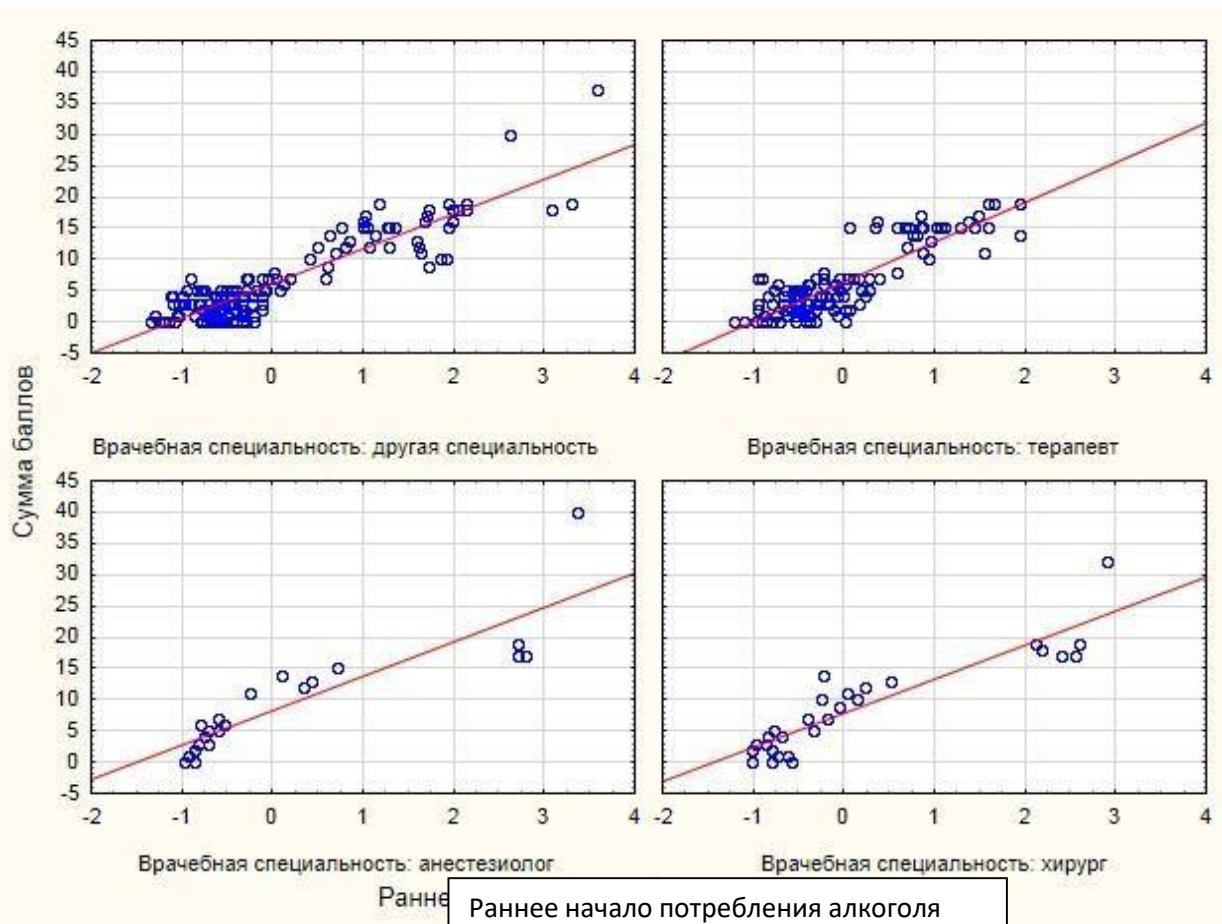 45
40
35
30
25
20
15
10
5
0
-5
-2 -1 0 1 2 3 4 -2 -1 0 1 2 3 4
Врачебная специальность: другая специальность
Врачебная специальность: терапевт
Сумма баллов
45
40
35
30
25
20
15
10
5
0
-5
-2 -1 0 1 2 3 4 -2 -1 0 1 2 3 4
Врачебная специальность: анестезиолог
Врачебная специальность: хирург
Ранне
Раннее начало потребления алкоголя